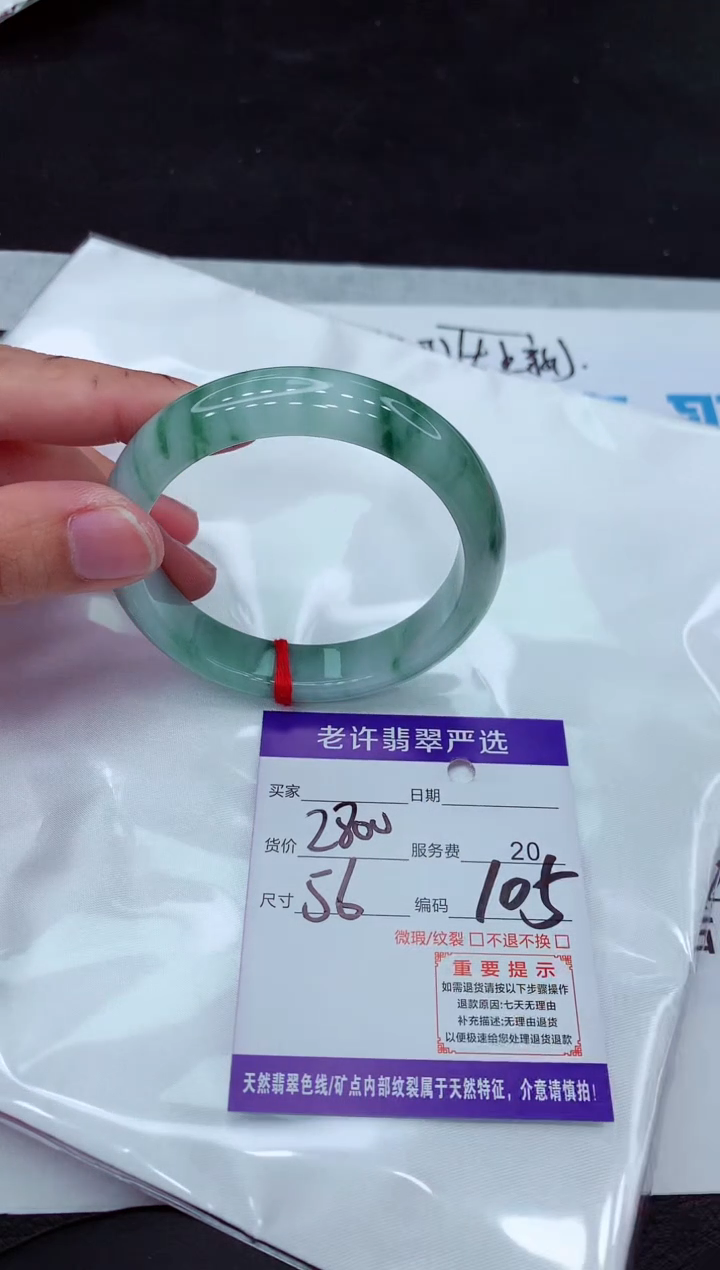 老许翡翠严选
买家 日期
货价 2800 服务费 20
尺寸 56 编码 105
微瑕/纹裂 □不退不换 □
重要提示
如需退货请按以下步骤操作
退款原因:七天无理由
补充描述:无理由退货
以便极速给您处理退货退款
天然翡翠色线/矿点内部纹裂属于天然特征，介意请慎拍！